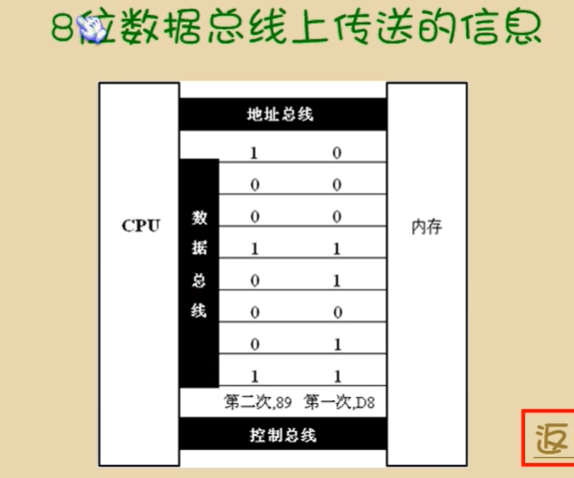 8位数据总线上传送的信息
地址总线
1 0
0 0
0 0
CPU
数据总线
内存
1 1
0 1
0 0
0 1
1 1
第二次,89 第一次,D8
控制总线
返